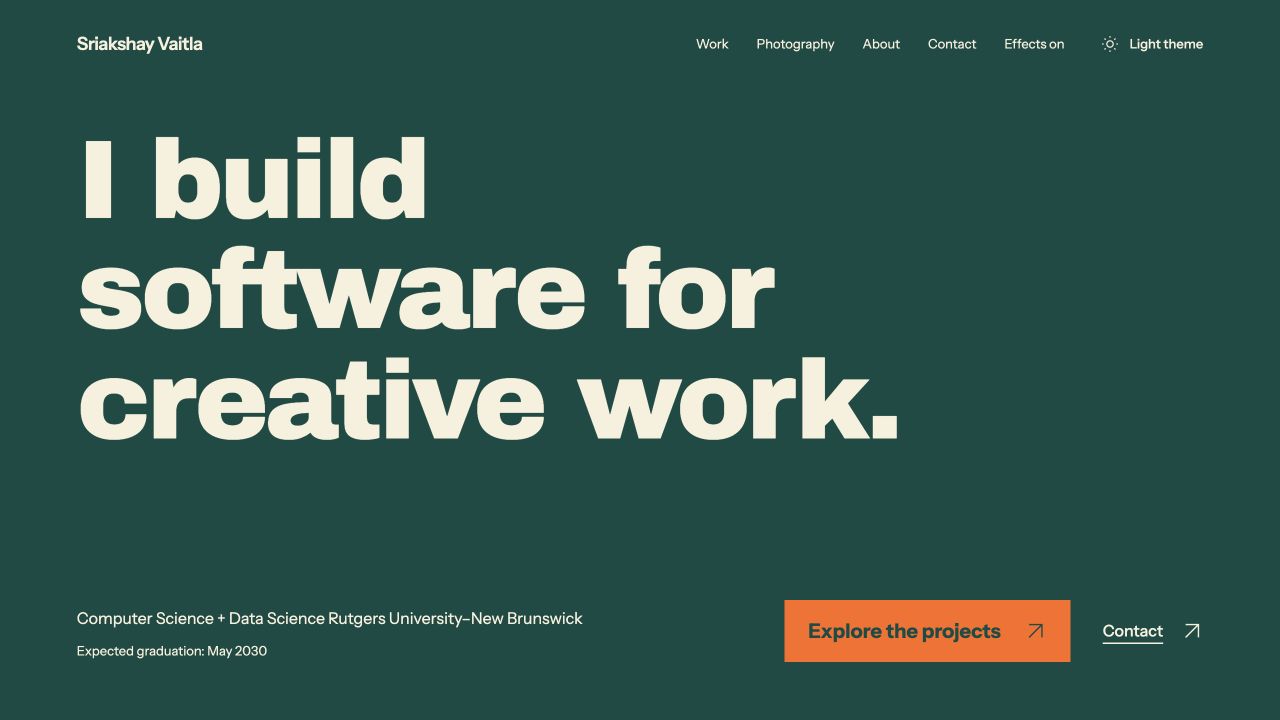 Sriakshay Vaitla
Work
Photography
About
Contact
Effects on
Light theme
I build
software for
creative work.
Computer Science + Data Science Rutgers University–New Brunswick
Expected graduation: May 2030
Explore the projects
Contact